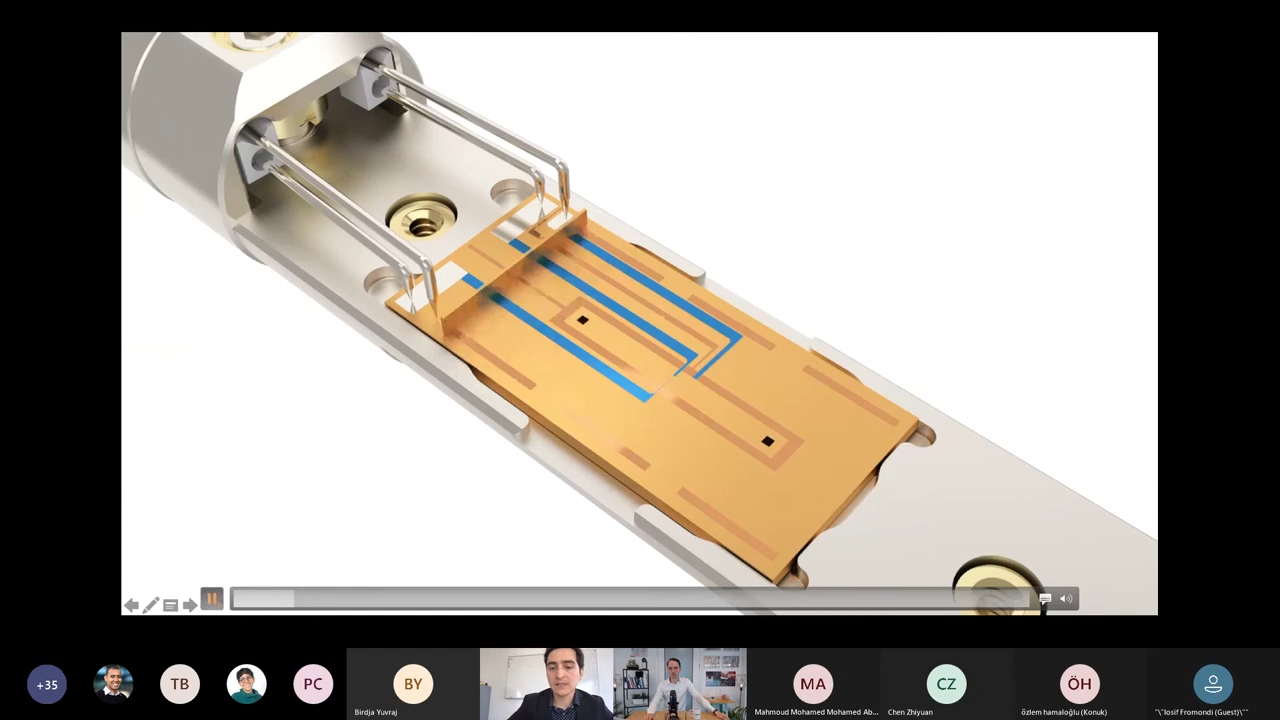 +35
TB
PC
BY
Birdja Yuvraj
MA
Mahmoud Mohamed Mohamed Ab...
CZ
Chen Zhiyuan
ÖH
özlem hamaloğlu (Konuk)
"\"Iosif Fromondi (Guest)\""